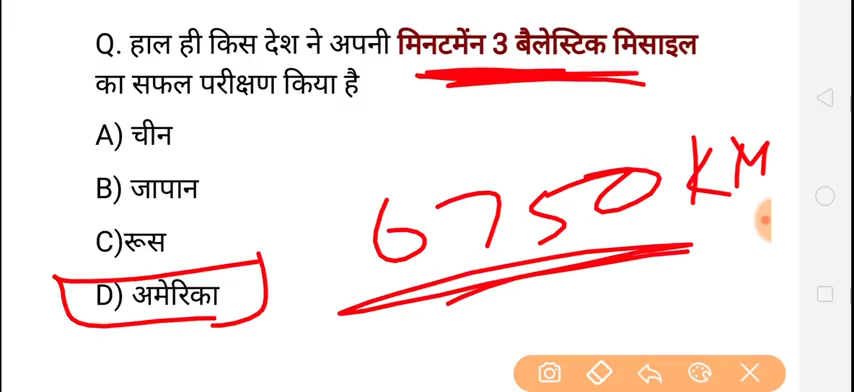 Q. हाल ही किस देश ने अपनी मिनटमेंन 3 बैलेस्टिक मिसाइल
का सफल परीक्षण किया है
A) चीन
B) जापान
6750 KM
C)रूस
D) अमेरिका